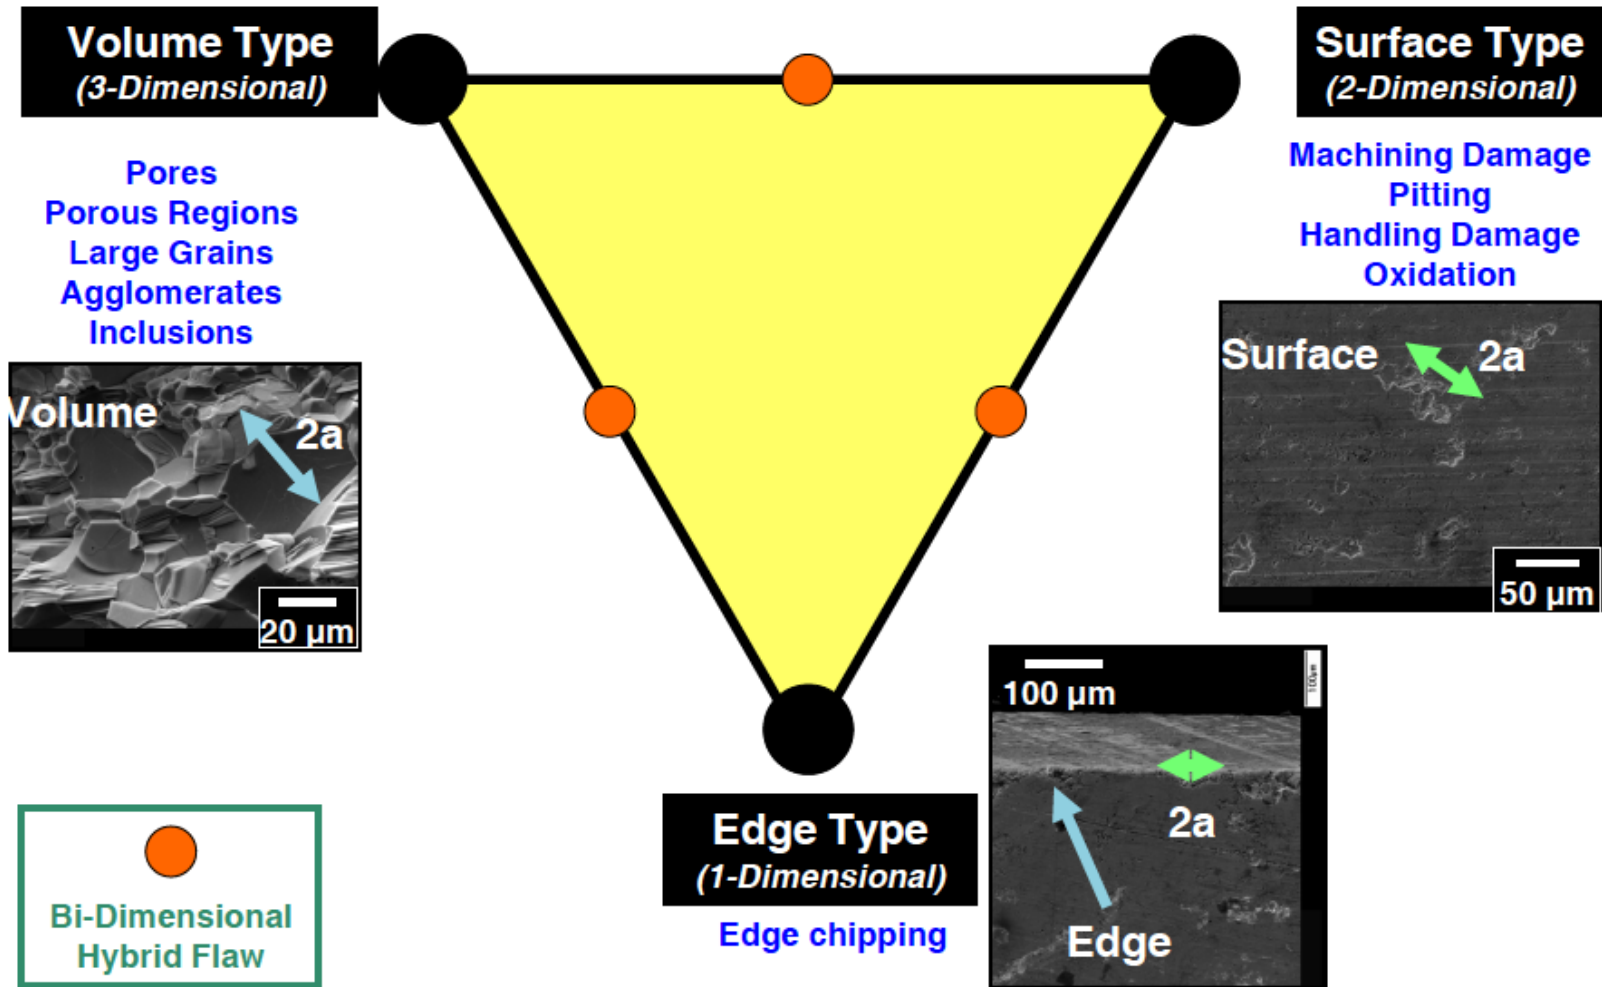 Volume Type
(3-Dimensional)
Pores
Porous Regions
Large Grains
Agglomerates
Inclusions
Volume
2a
20 µm
Surface Type
(2-Dimensional)
Machining Damage
Pitting
Handling Damage
Oxidation
Surface
2a
50 µm
Edge Type
(1-Dimensional)
Edge chipping
100 µm
100µm
2a
Edge
Bi-Dimensional
Hybrid Flaw